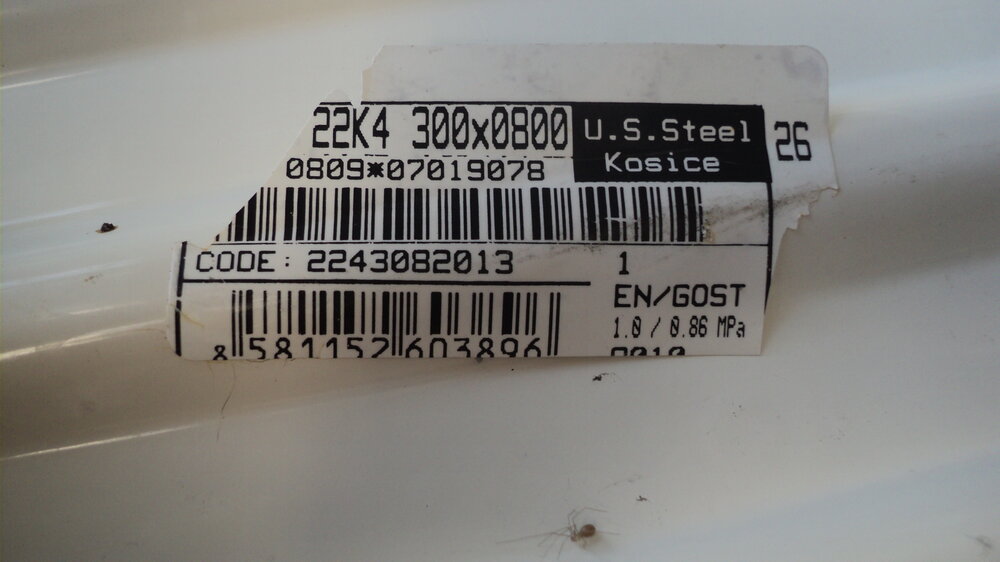 22K4 300x0800
U.S.Steel
Kosice
26
0809*07019078
CODE: 2243082013
1
EN/GOST
1.0 / 0.86 MPa
8 581152 603896